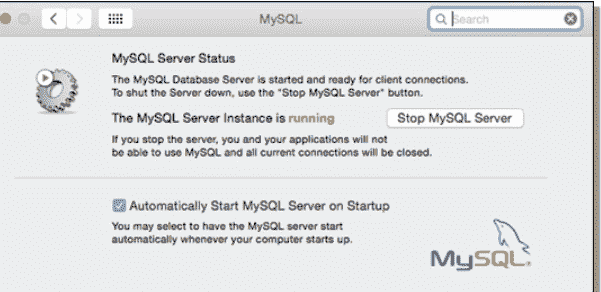 MySQL
Search
MySQL Server Status
The MySQL Database Server is started and ready for client connections.
To shut the Server down, use the "Stop MySQL Server" button.
The MySQL Server Instance is running
Stop MySQL Server
If you stop the server, you and your applications will not
be able to use MySQL and all current connections will be closed.
Automatically Start MySQL Server on Startup
You may select to have the MySQL server start
automatically whenever your computer starts up.
MySQL